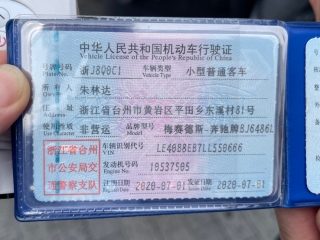 中华人民共和国机动车行驶证
Vehicle License of the People's Republic of China
号牌号码 浙J8Q0C1 车辆类型 小型普通客车
Plate No. Vehicle Type
所有人 朱林达
住址 浙江省台州市黄岩区平田乡东溪村81号
使用性质 非营运 品牌型号 梅赛德斯-奔驰牌BJ6486L
浙江省台州 车辆识别代号 LE4088EB7LL550666
VIN
市公安局交 发动机号码 10537505
通警察支队 注册日期 2020-07-01 发证日期 2020-07-01